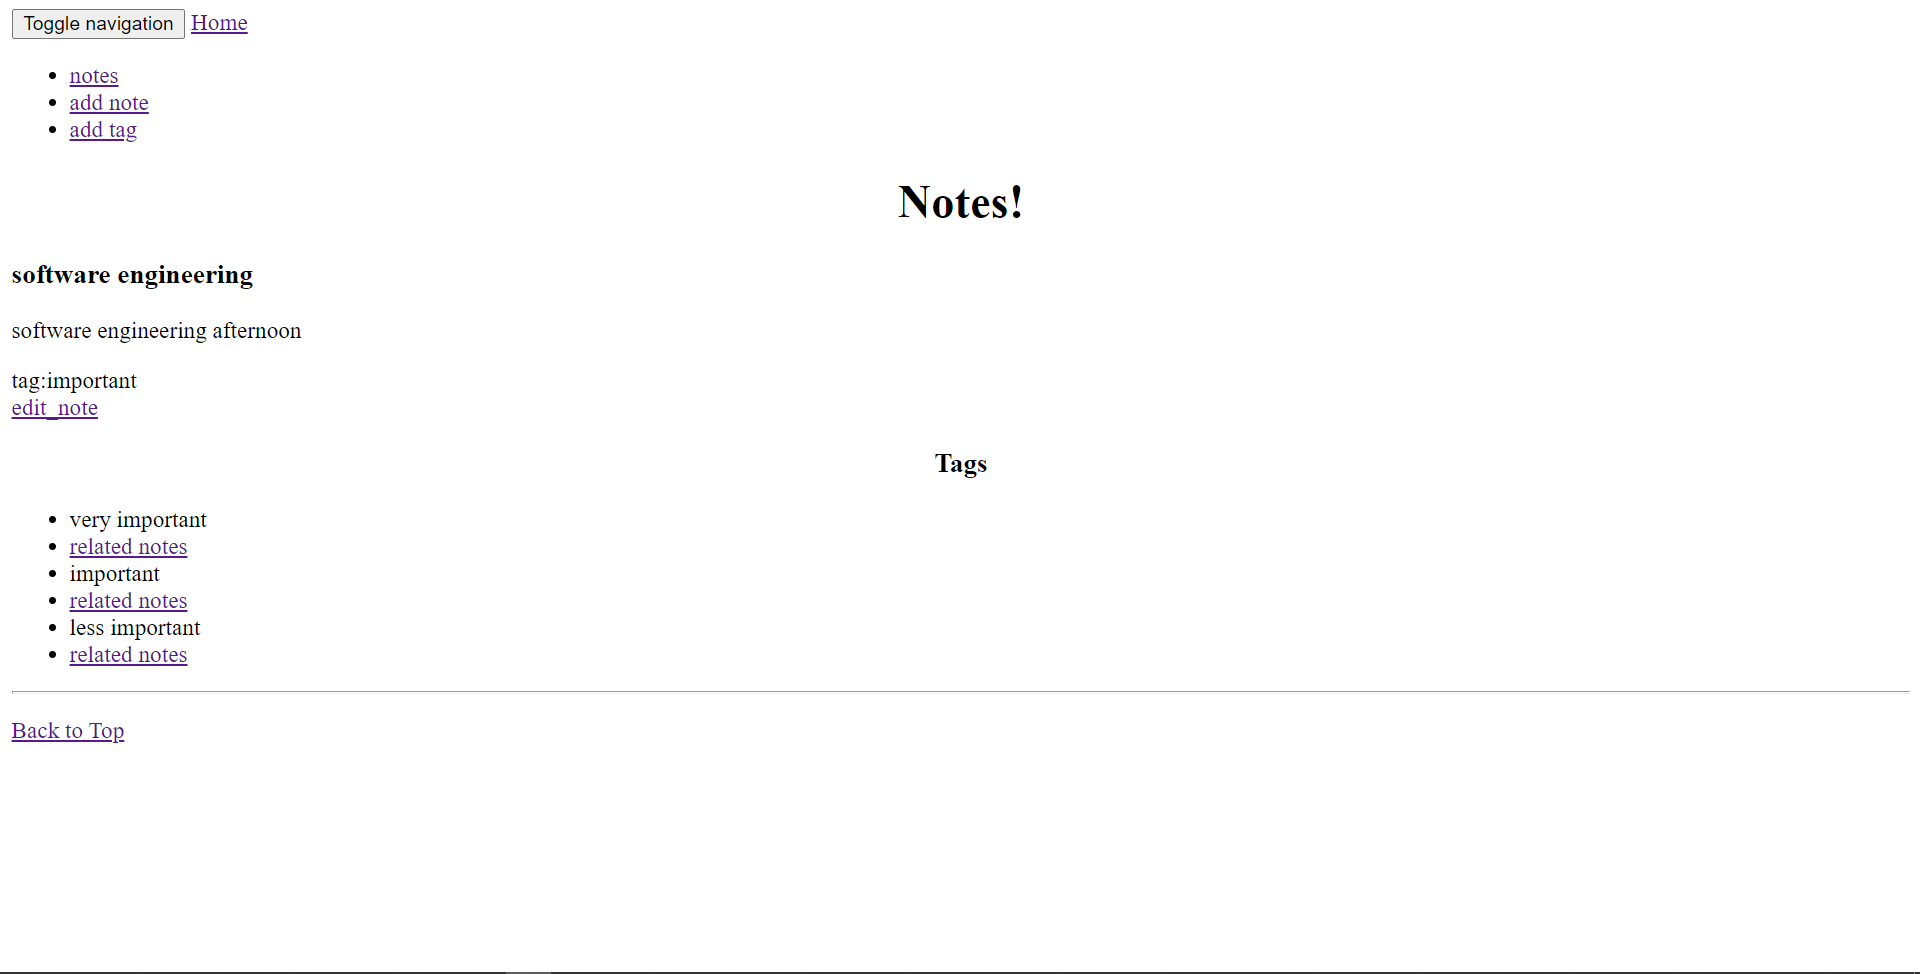 Toggle navigation Home
notes
add note
add tag
Notes!
software engineering
software engineering afternoon
tag:important
edit_note
Tags
very important
related notes
important
related notes
less important
related notes
Back to Top